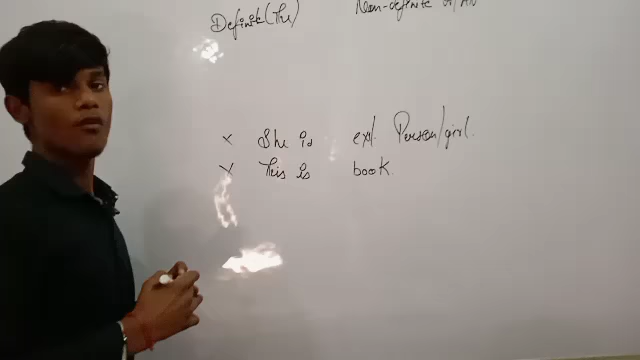 Definite (The) Non-definite A/AN
× She is ext. Person/girl.
× This is book.